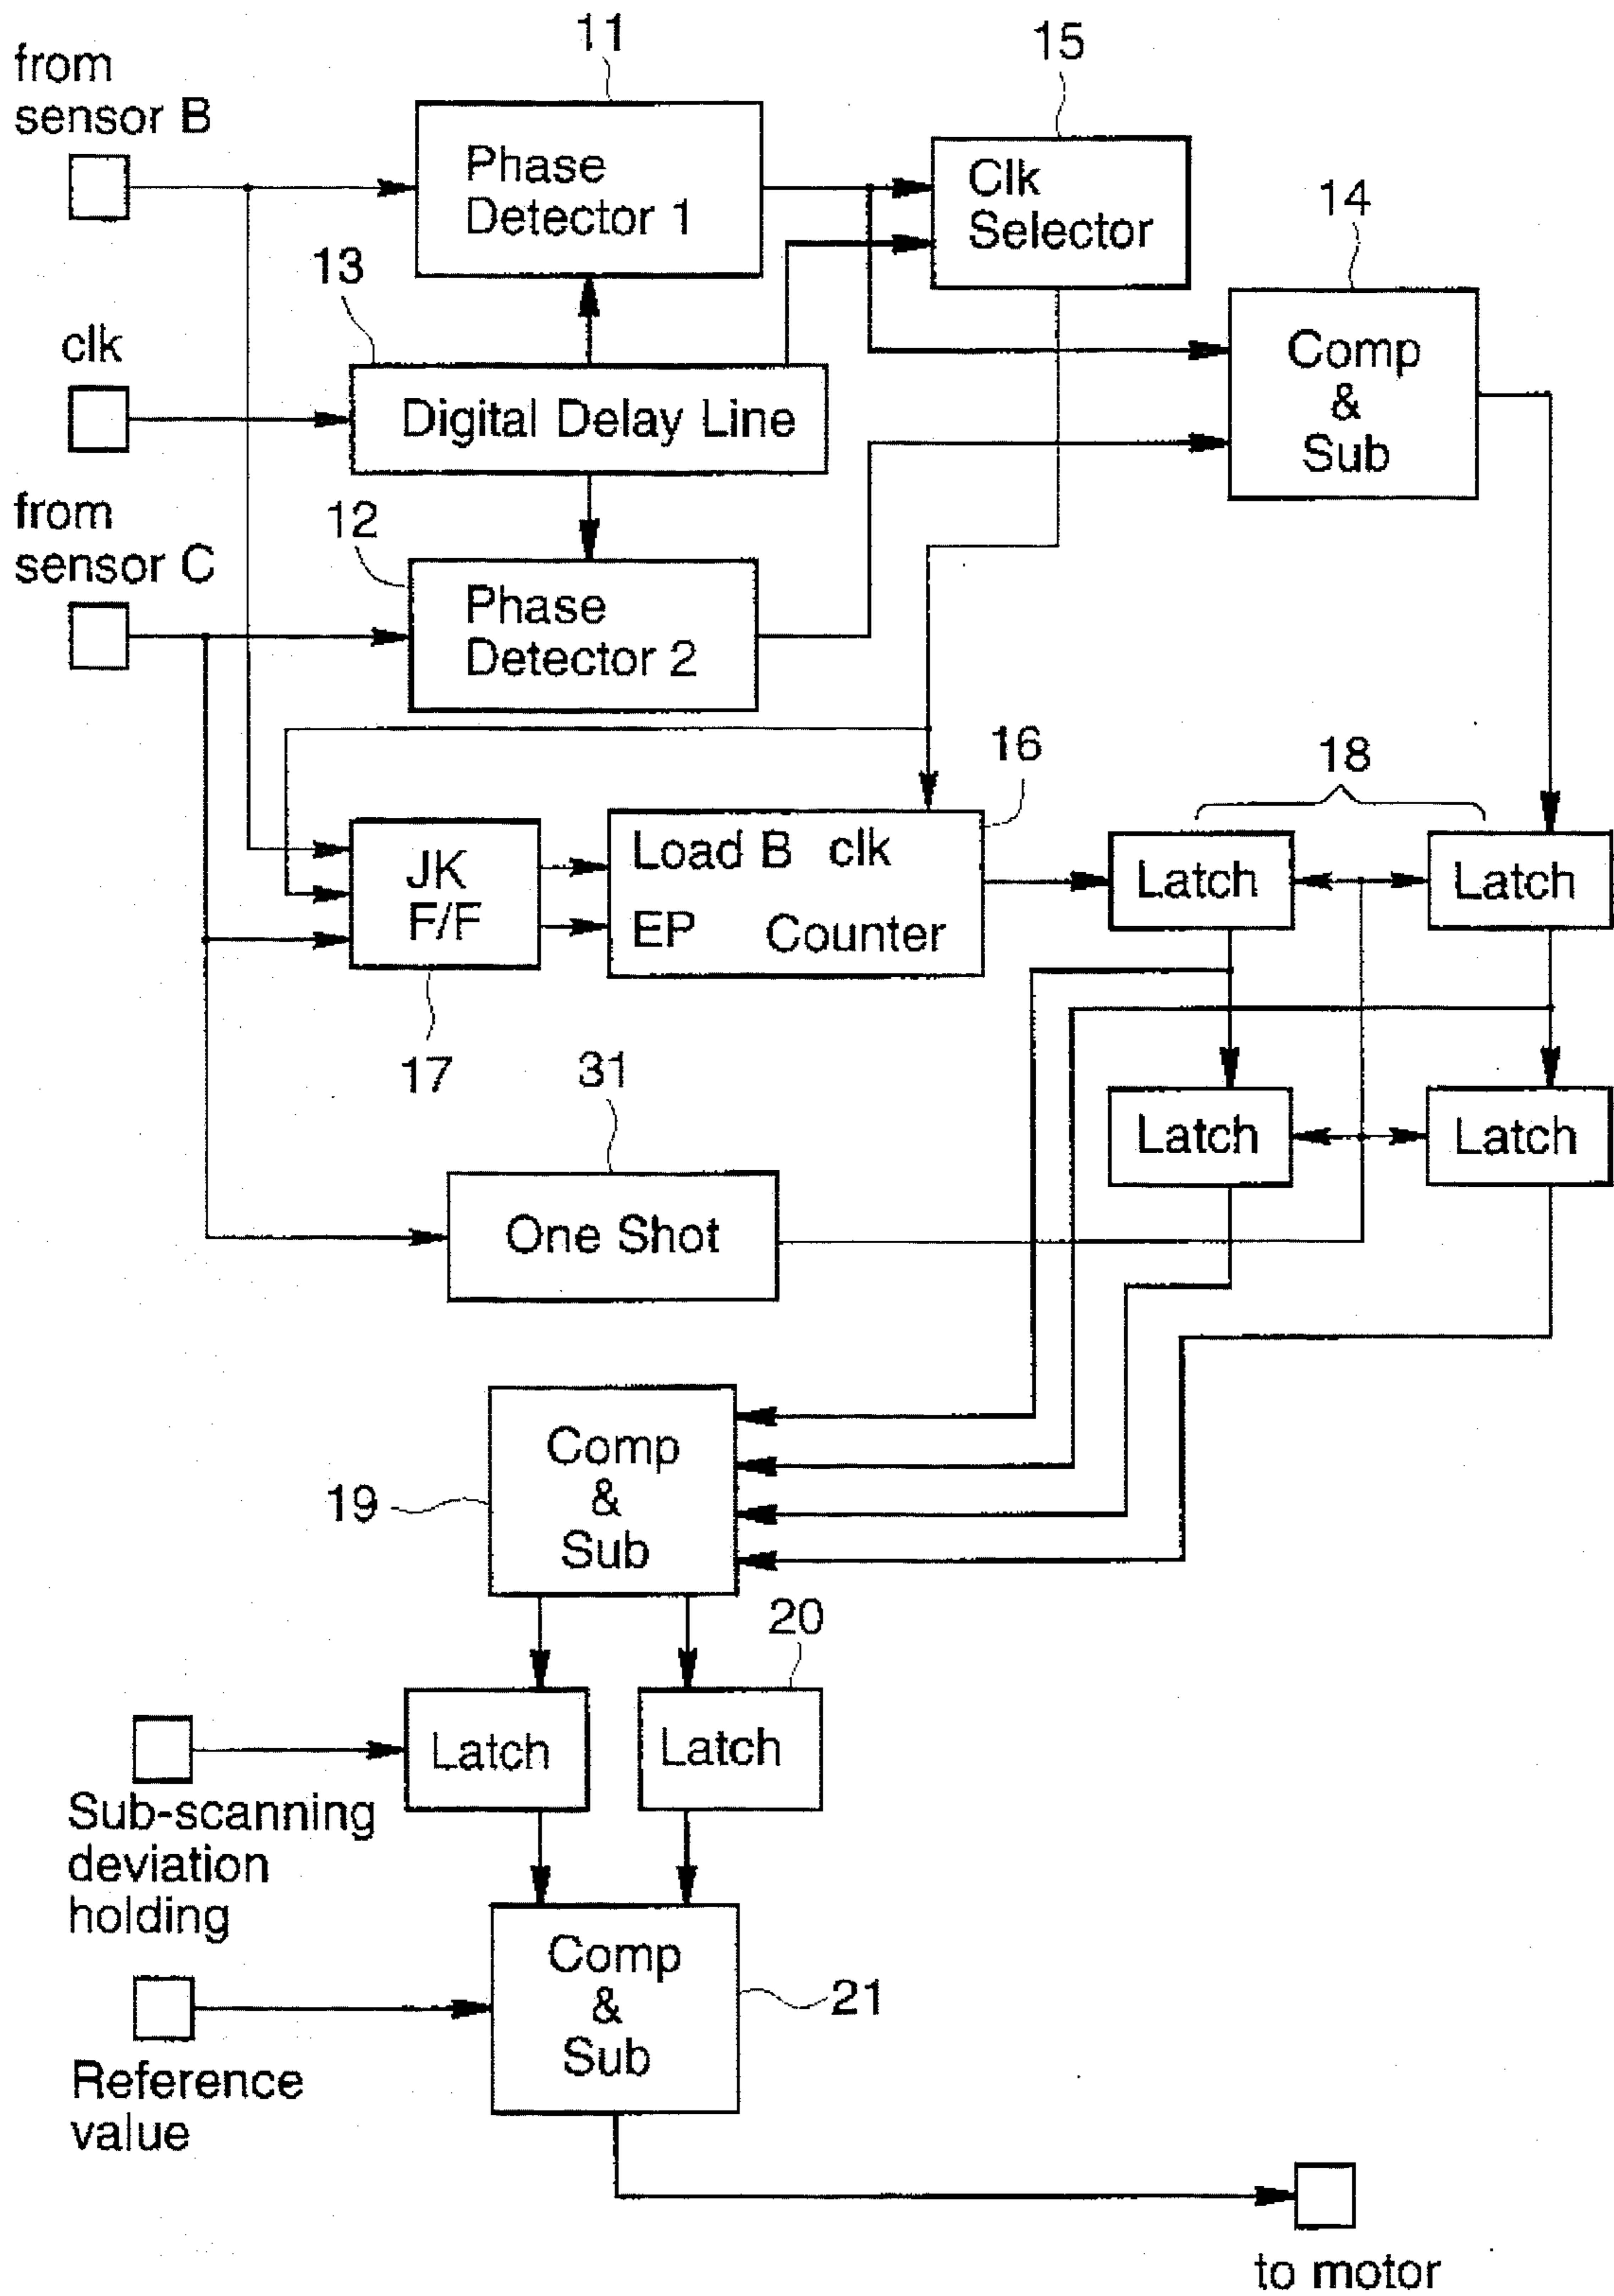 11
15
from
sensor B
Phase
Detector 1
Clk
Selector
14
13
clk
Digital Delay Line
Comp
&
Sub
from
sensor C
12
Phase
Detector 2
16
18
JK
F/F
Load B clk
EP Counter
Latch
Latch
17
31
Latch
Latch
One Shot
19
Comp
&
Sub
20
Latch
Latch
Sub-scanning
deviation
holding
Comp
&
Sub
21
Reference
value
to motor